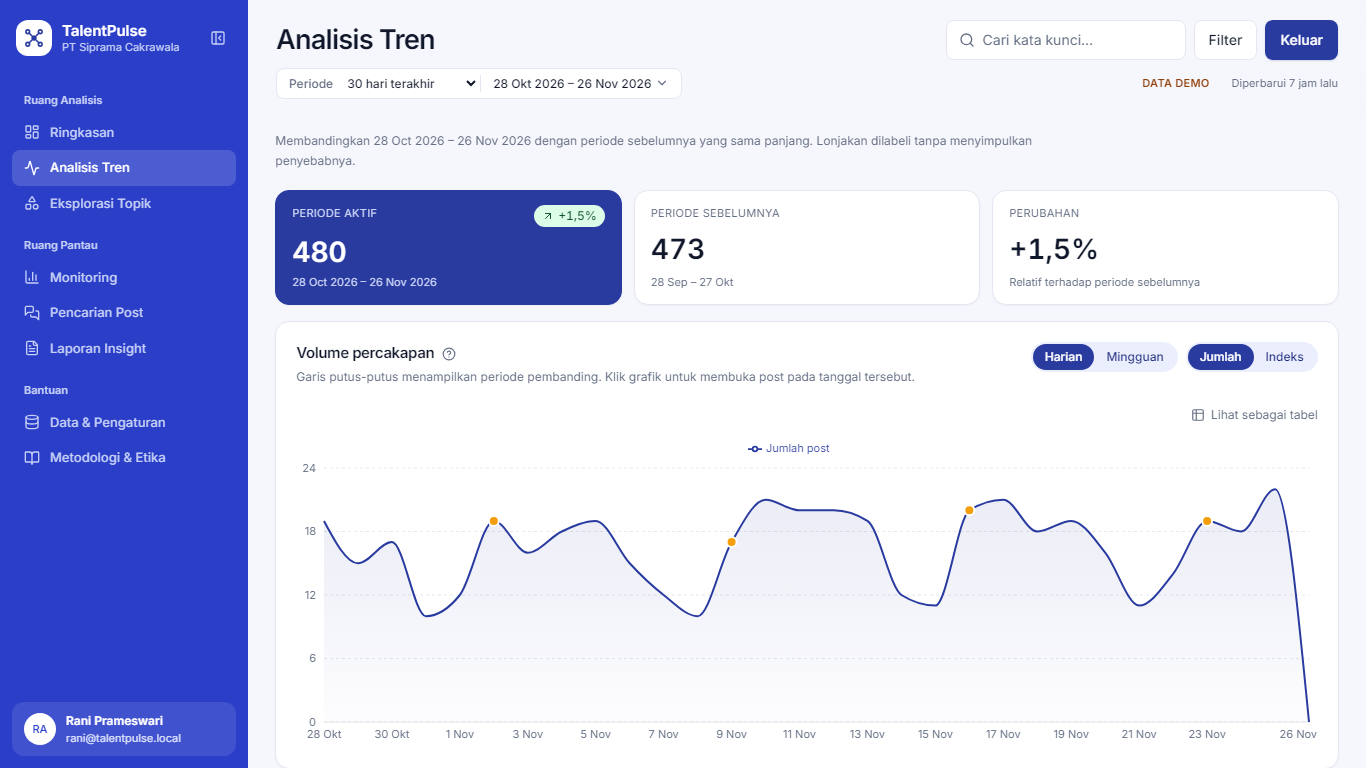 TalentPulse
PT Siprama Cakrawala
Ruang Analisis
Ringkasan
Analisis Tren
Eksplorasi Topik
Ruang Pantau
Monitoring
Pencarian Post
Laporan Insight
Bantuan
Data & Pengaturan
Metodologi & Etika
RA
Rani Prameswari
rani@talentpulse.local
Analisis Tren
Cari kata kunci...
Filter
Keluar
Periode 30 hari terakhir 28 Okt 2026 – 26 Nov 2026
DATA DEMO Diperbarui 7 jam lalu
Membandingkan 28 Oct 2026 – 26 Nov 2026 dengan periode sebelumnya yang sama panjang. Lonjakan dilabeli tanpa menyimpulkan
penyebabnya.
PERIODE AKTIF
+1,5%
480
28 Oct 2026 – 26 Nov 2026
PERIODE SEBELUMNYA
473
28 Sep – 27 Okt
PERUBAHAN
+1,5%
Relatif terhadap periode sebelumnya
Volume percakapan
Harian Mingguan Jumlah Indeks
Garis putus-putus menampilkan periode pembanding. Klik grafik untuk membuka post pada tanggal tersebut.
Lihat sebagai tabel
Jumlah post
24
18
12
6
0
28 Okt 30 Okt 1 Nov 3 Nov 5 Nov 7 Nov 9 Nov 11 Nov 13 Nov 15 Nov 17 Nov 19 Nov 21 Nov 23 Nov 26 Nov